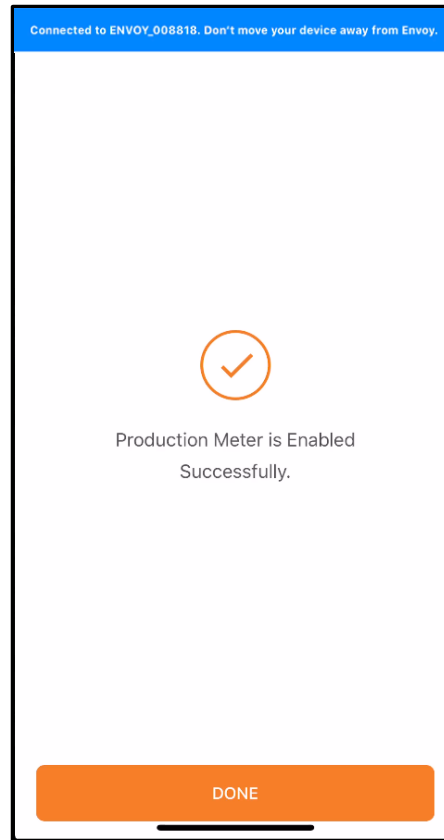 Connected to ENVOY_008818. Don't move your device away from Envoy.
Production Meter is Enabled
Successfully.
DONE